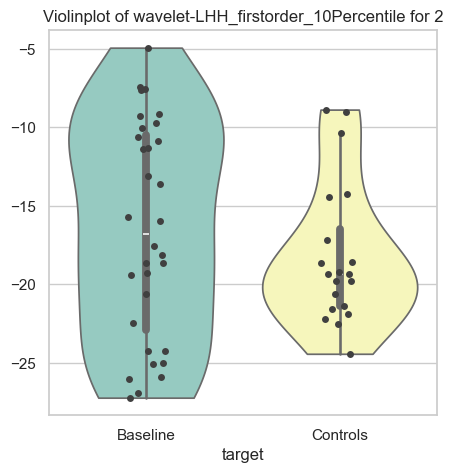 Violinplot of wavelet-LHH_firstorder_10Percentile for 2
−5
−10
−15
−20
−25
Baseline Controls
target